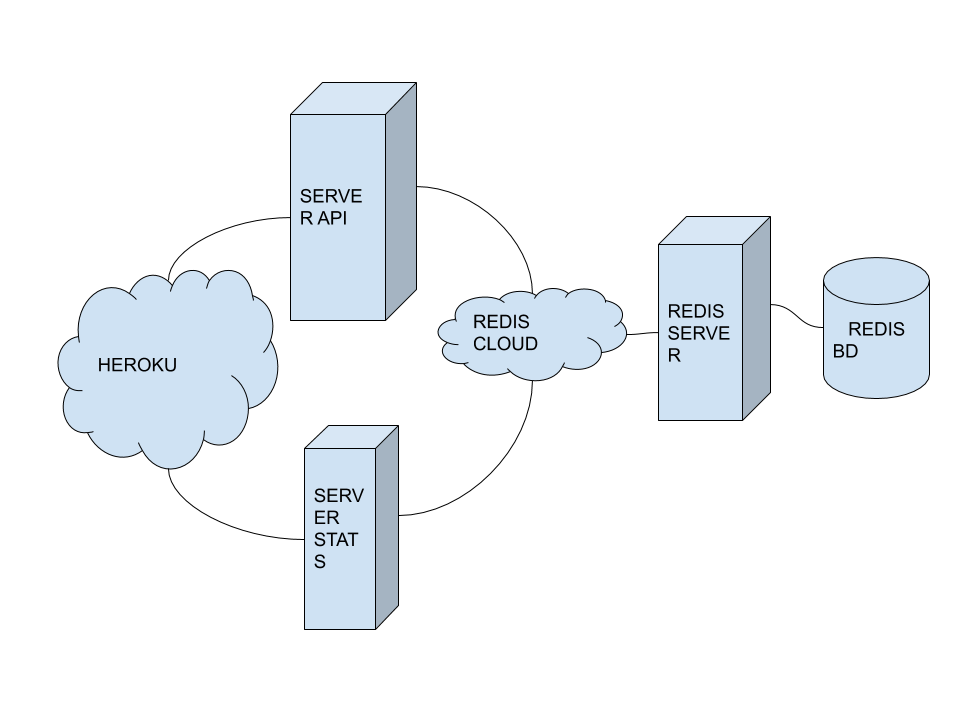 SERVE
R API
HEROKU
REDIS
CLOUD
REDIS
SERVE
R
REDIS
BD
SERV
ER
STAT
S